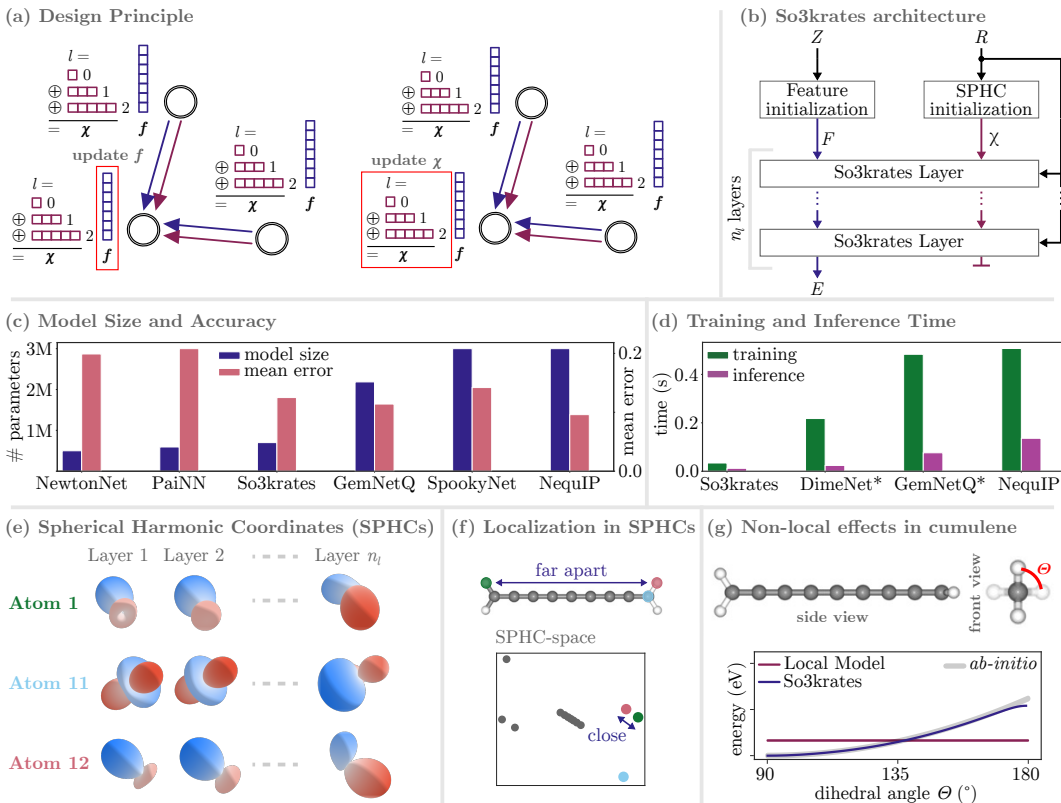 (a) Design Principle
l =
0
⊕ 1
⊕ 2
= χ f
update f
l =
0
⊕ 1
⊕ 2
= χ f
l =
0
⊕ 1
⊕ 2
= χ f
l =
0
⊕ 1
⊕ 2
= χ f
update χ
l =
0
⊕ 1
⊕ 2
= χ f
l =
0
⊕ 1
⊕ 2
= χ f
(b) So3krates architecture
Z R
Feature initialization
SPHC initialization
F χ
So3krates Layer
n_l layers
So3krates Layer
E
(c) Model Size and Accuracy
3M
2M
1M
# parameters
model size
mean error
0.2
0.0
mean error
NewtonNet PaiNN So3krates GemNetQ SpookyNet NequIP
(d) Training and Inference Time
training
inference
0.4
0.2
0.0
time (s)
So3krates DimeNet* GemNetQ* NequIP
(e) Spherical Harmonic Coordinates (SPHCs)
Layer 1 Layer 2 Layer n_l
Atom 1
Atom 11
Atom 12
(f) Localization in SPHCs
far apart
SPHC-space
close
(g) Non-local effects in cumulene
side view
front view
Θ
Local Model
So3krates
ab-initio
energy (eV)
90 135 180
dihedral angle Θ (°)